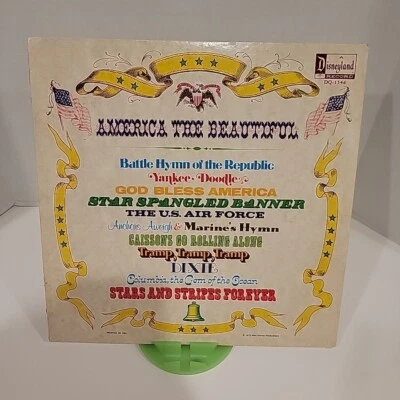 Disneyland
DQ-1344
AMERICA THE BEAUTIFUL
Battle Hymn of the Republic
Yankee Doodle
GOD BLESS AMERICA
STAR SPANGLED BANNER
THE U.S. AIR FORCE
Anchors Aweigh & Marine's Hymn
CAISSONS GO ROLLING ALONG
Tramp, Tramp, Tramp
DIXIE
Columbia, the Gem of the Ocean
STARS AND STRIPES FOREVER